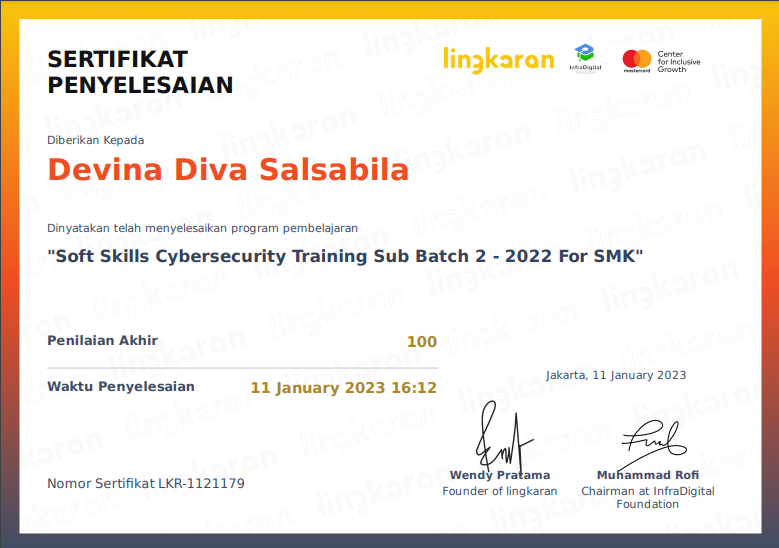 SERTIFIKAT
PENYELESAIAN
lingkaran
InfraDigital
mastercard
Center
for Inclusive
Growth
Diberikan Kepada
Devina Diva Salsabila
Dinyatakan telah menyelesaikan program pembelajaran
"Soft Skills Cybersecurity Training Sub Batch 2 - 2022 For SMK"
Penilaian Akhir 100
Waktu Penyelesaian 11 January 2023 16:12
Jakarta, 11 January 2023
Wendy Pratama
Founder of lingkaran
Muhammad Rofi
Chairman at InfraDigital
Foundation
Nomor Sertifikat LKR-1121179